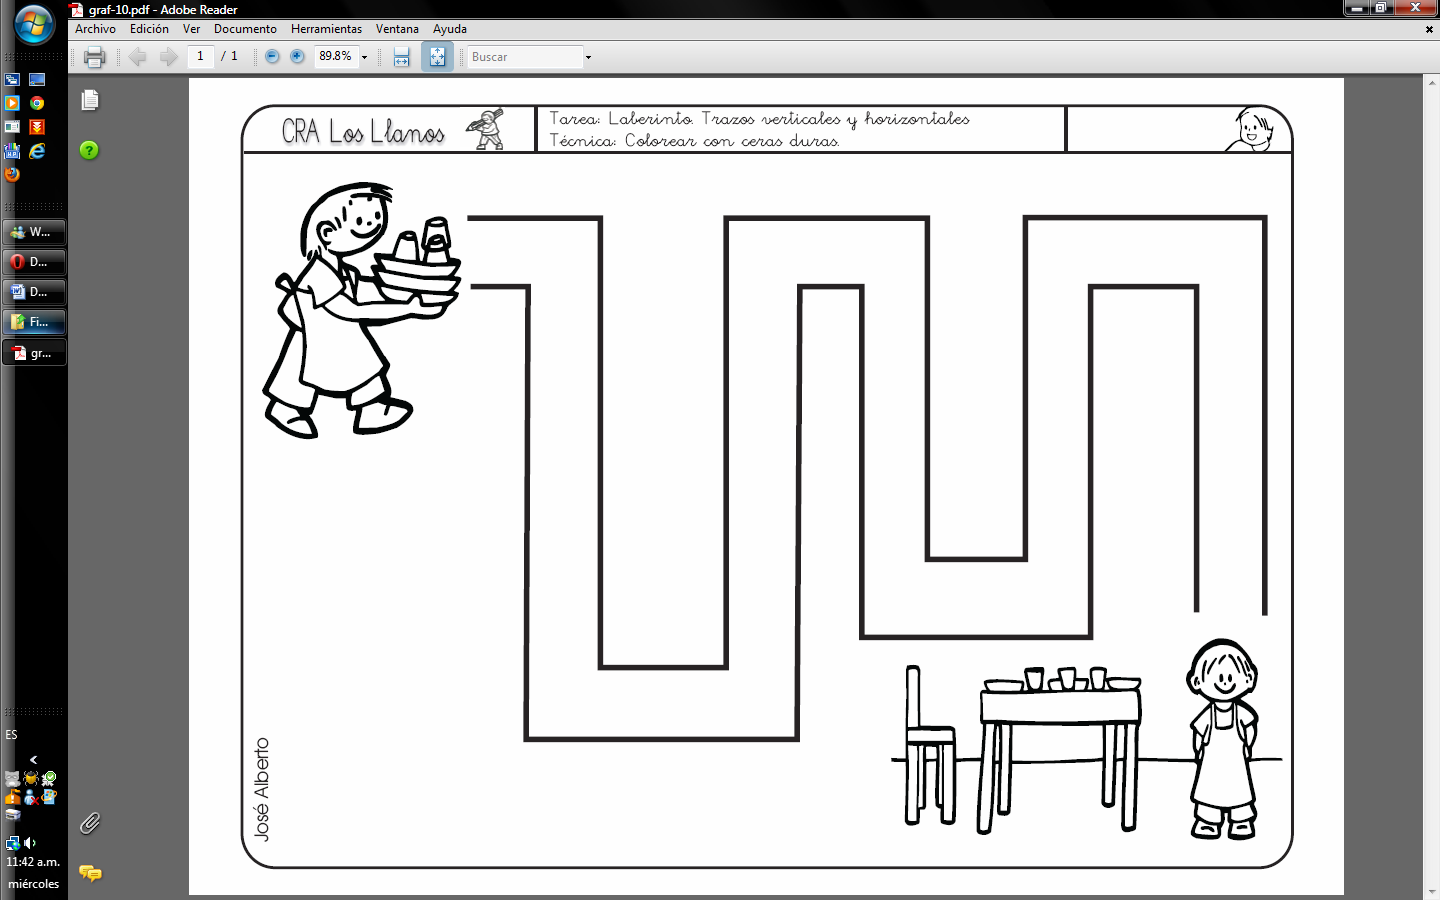 graf-10.pdf - Adobe Reader
Archivo Edición Ver Documento Herramientas Ventana Ayuda
1 / 1 89.8% Buscar
CRA Los Llanos
Tarea: Laberinto. Trazos verticales y horizontales
Técnica: Colorear con ceras duras.
José Alberto
W...
D...
D...
Fi...
gr...
ES
11:42 a.m.
miércoles